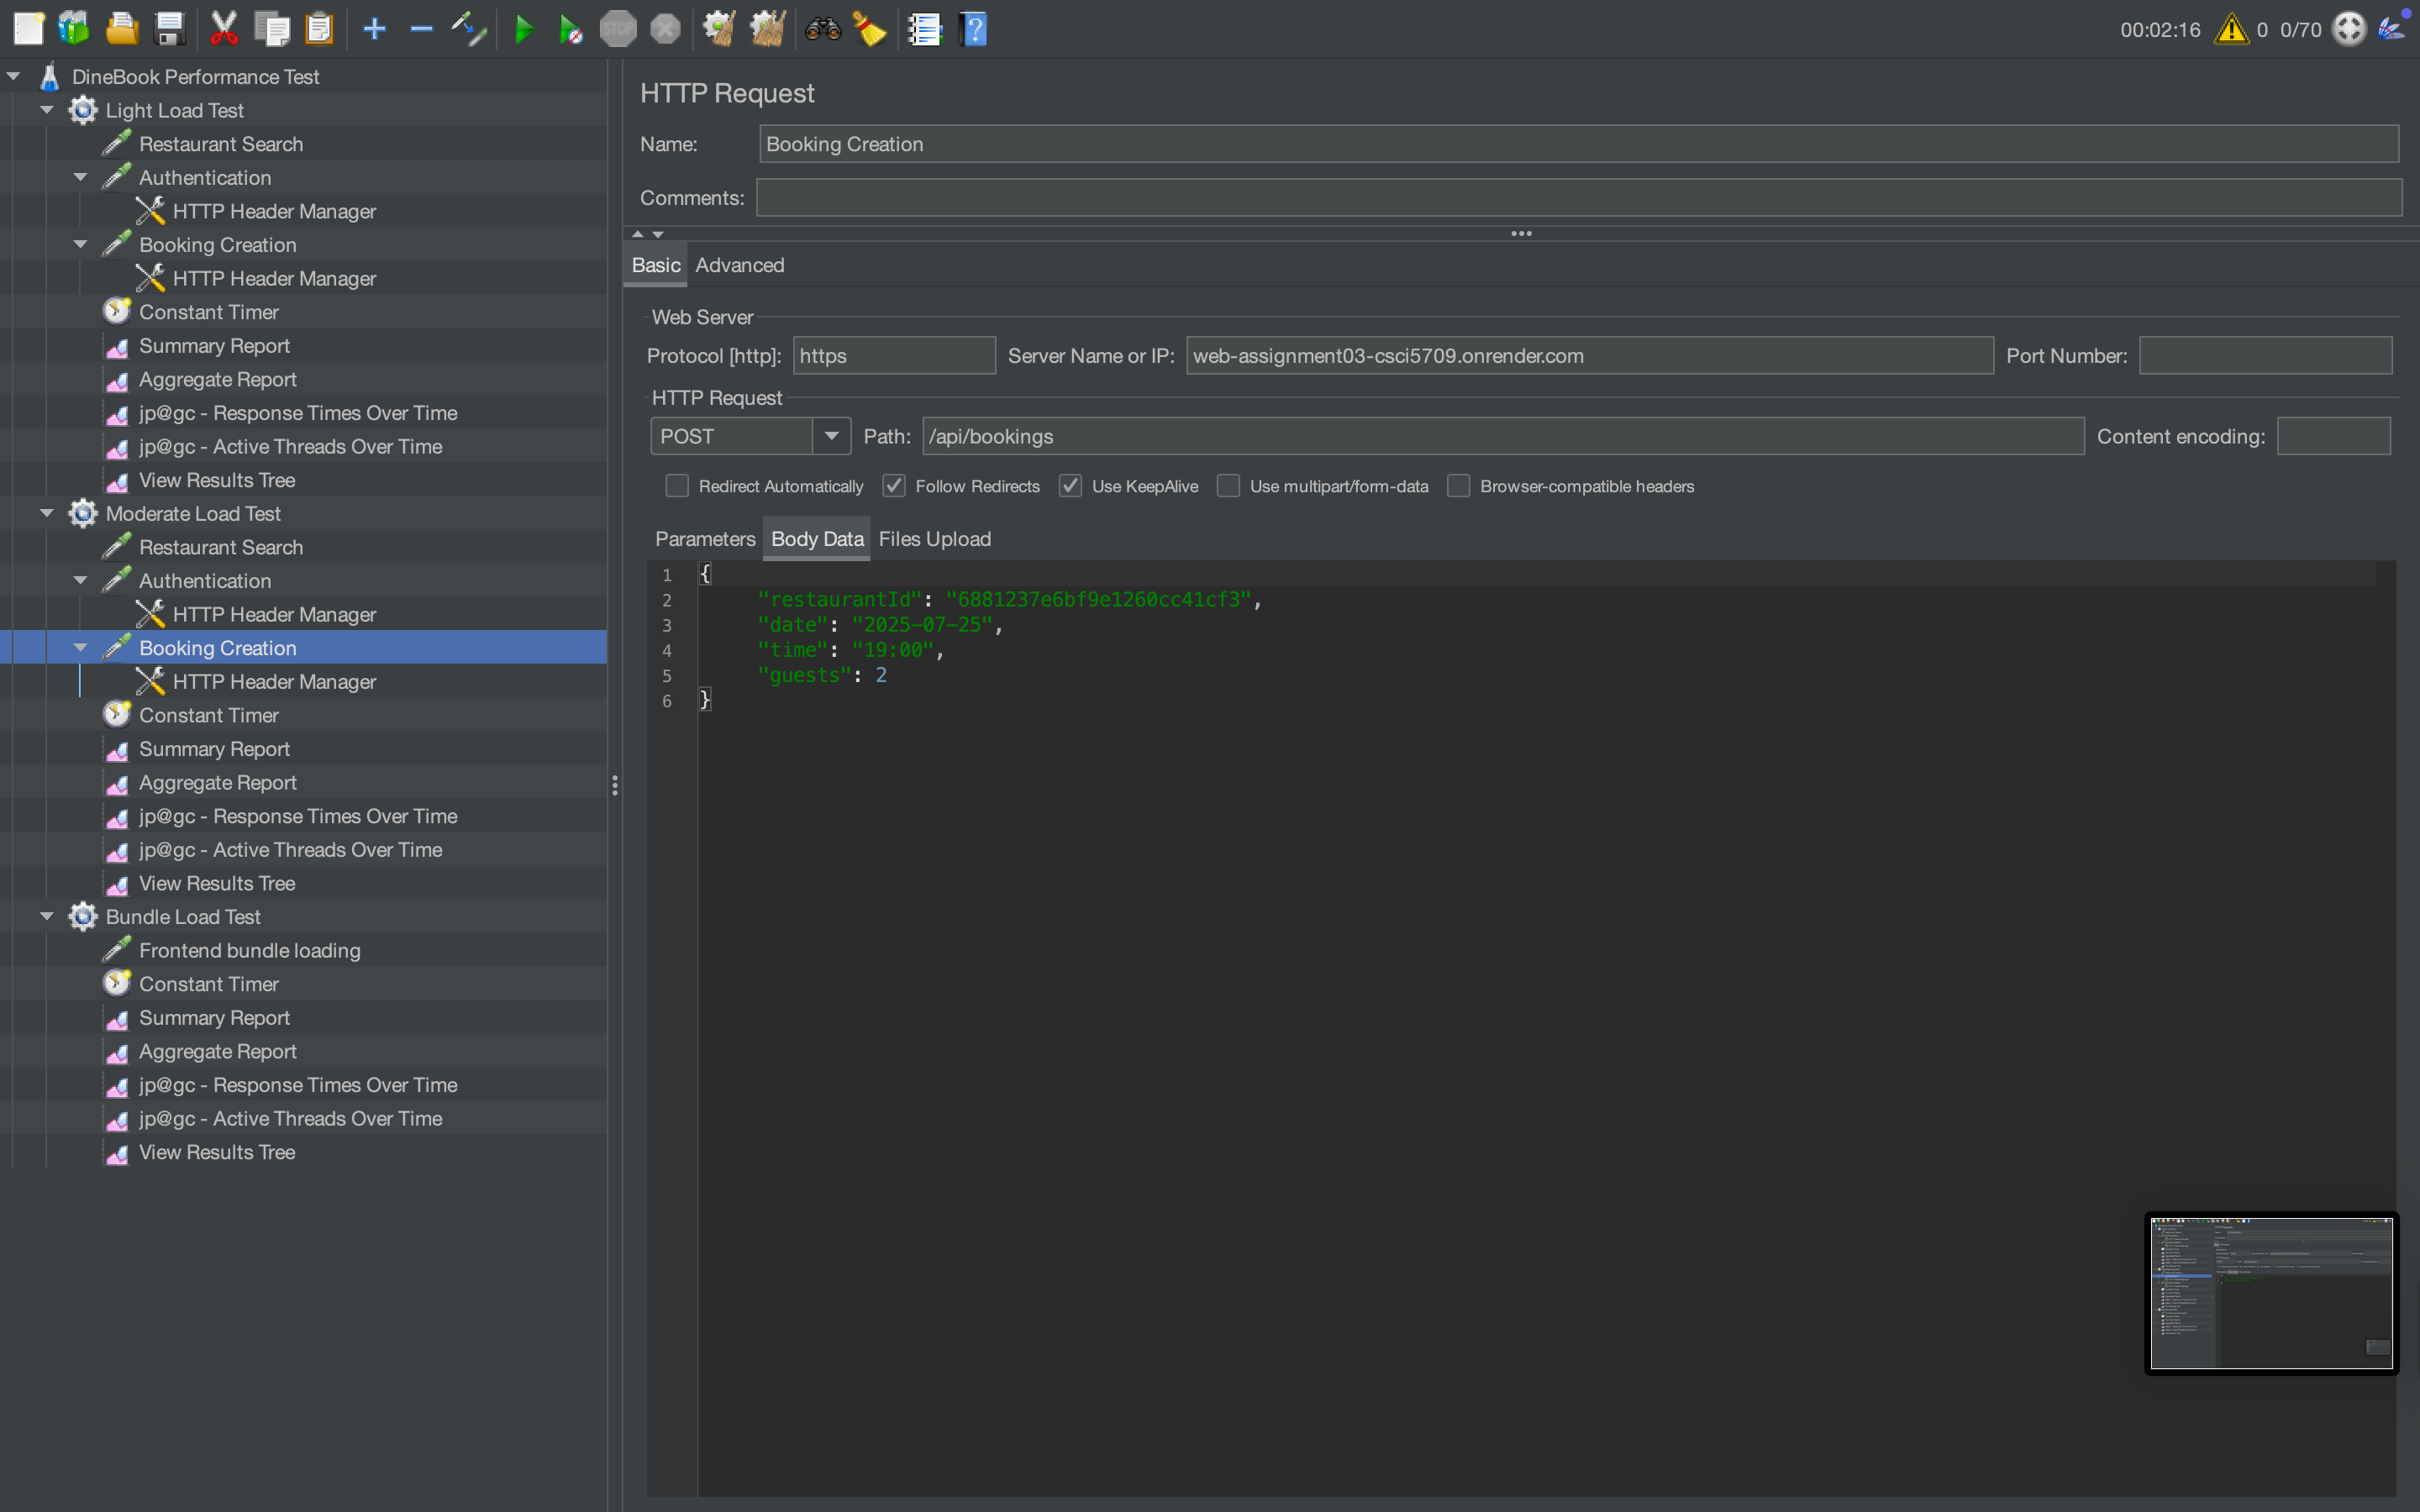 STOP
00:02:16
0
0/70
DineBook Performance Test
Light Load Test
Restaurant Search
Authentication
HTTP Header Manager
Booking Creation
HTTP Header Manager
Constant Timer
Summary Report
Aggregate Report
jp@gc - Response Times Over Time
jp@gc - Active Threads Over Time
View Results Tree
Moderate Load Test
Restaurant Search
Authentication
HTTP Header Manager
Booking Creation
HTTP Header Manager
Constant Timer
Summary Report
Aggregate Report
jp@gc - Response Times Over Time
jp@gc - Active Threads Over Time
View Results Tree
Bundle Load Test
Frontend bundle loading
Constant Timer
Summary Report
Aggregate Report
jp@gc - Response Times Over Time
jp@gc - Active Threads Over Time
View Results Tree
HTTP Request
Name: Booking Creation
Comments:
Basic Advanced
Web Server
Protocol [http]: https Server Name or IP: web-assignment03-csci5709.onrender.com Port Number:
HTTP Request
POST Path: /api/bookings Content encoding:
Redirect Automatically Follow Redirects Use KeepAlive Use multipart/form-data Browser-compatible headers
Parameters Body Data Files Upload
1 {
2 "restaurantId": "6881237e6bf9e1260cc41cf3",
3 "date": "2025-07-25",
4 "time": "19:00",
5 "guests": 2
6 }